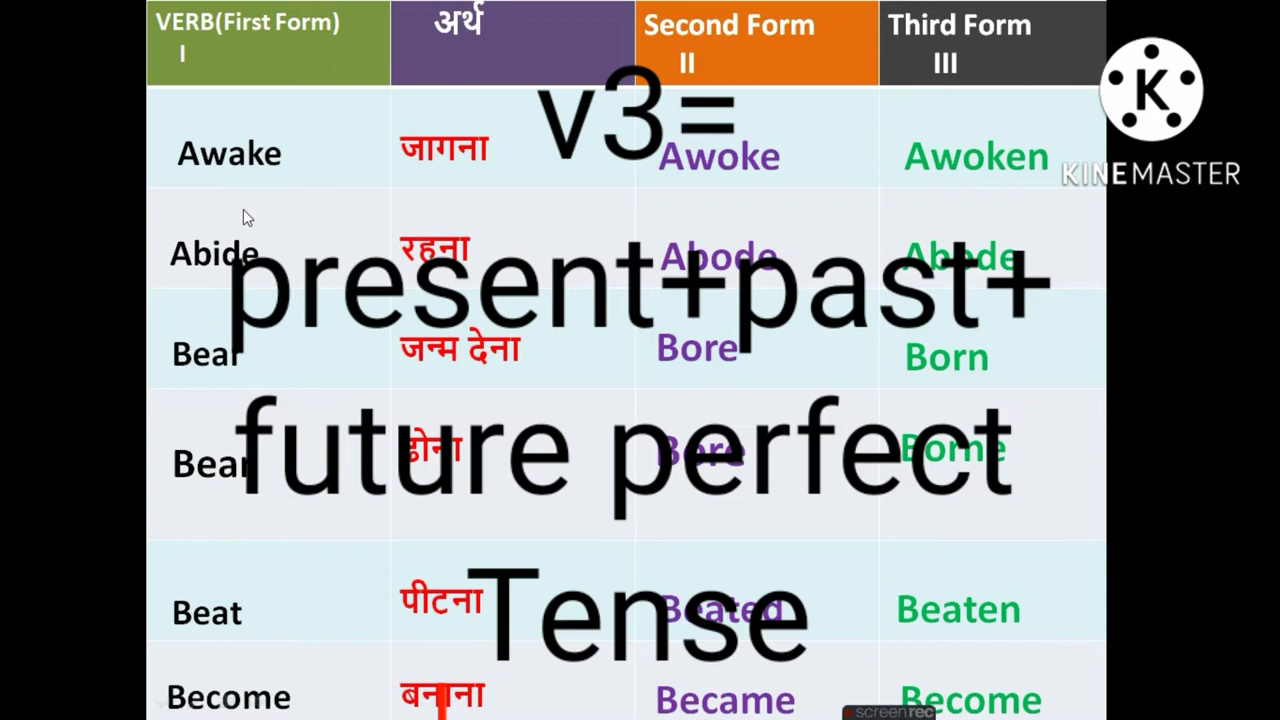 VERB(First Form) अर्थ Second Form Third Form
I II III
v3=
Awake जागना Awoke Awoken
Abide रहना Abode Abode
present+past+
Bear जन्म देना Bore Born
future perfect
Bear ढोना Bore Borne
Tense
Beat पीटना Beated Beaten
Become बनाना Became Become
K
KINEMASTER
screenrec